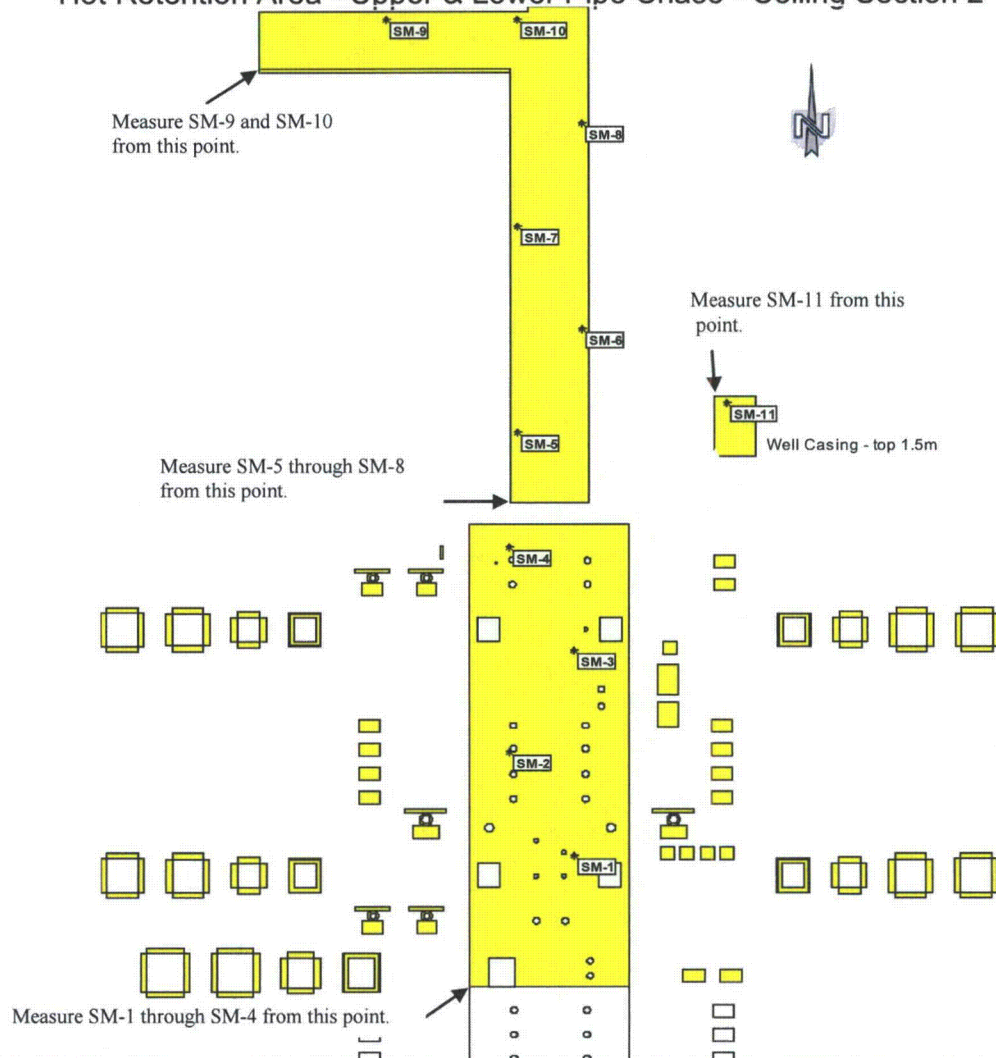 Hot Retention Area - Upper & Lower Pipe Chase - Ceiling Section 2
SM-9
SM-10
Measure SM-9 and SM-10
from this point.
SM-8
N
SM-7
Measure SM-11 from this
point.
SM-6
SM-11
SM-5
Well Casing - top 1.5m
Measure SM-5 through SM-8
from this point.
SM-4
SM-3
SM-2
SM-1
Measure SM-1 through SM-4 from this point.